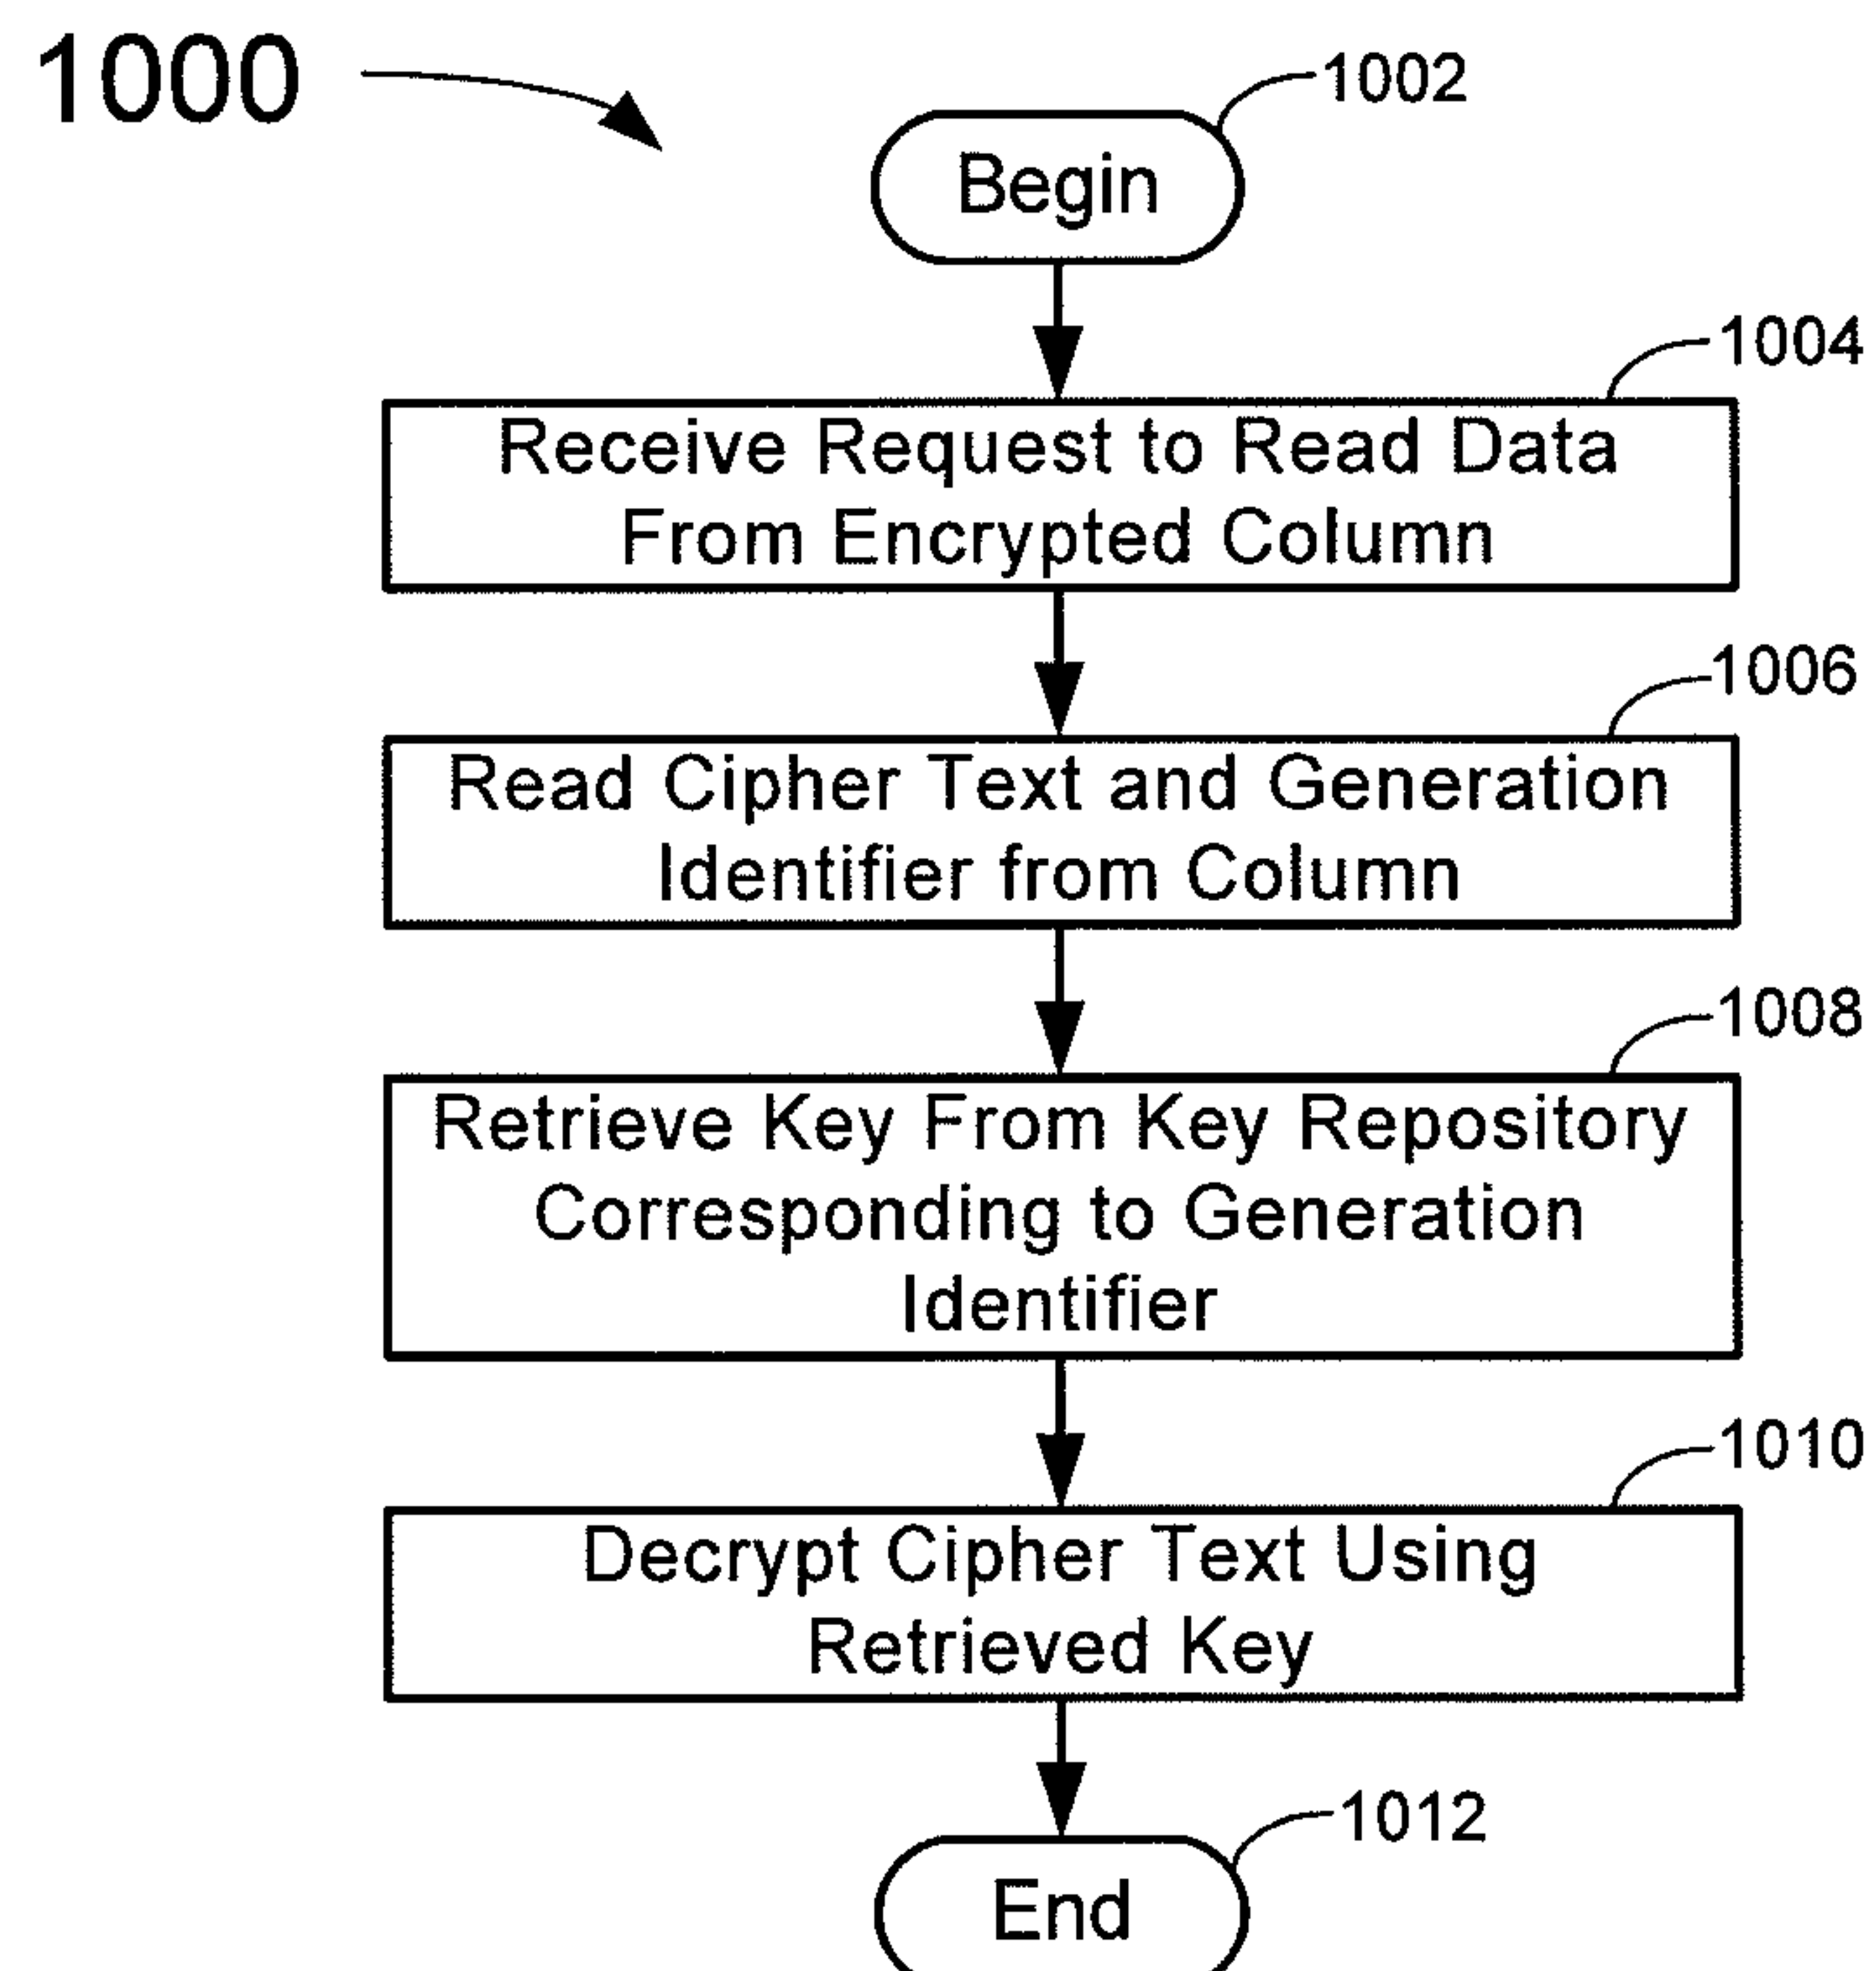 1000
1002
Begin
1004
Receive Request to Read Data
From Encrypted Column
1006
Read Cipher Text and Generation
Identifier from Column
1008
Retrieve Key From Key Repository
Corresponding to Generation
Identifier
1010
Decrypt Cipher Text Using
Retrieved Key
1012
End